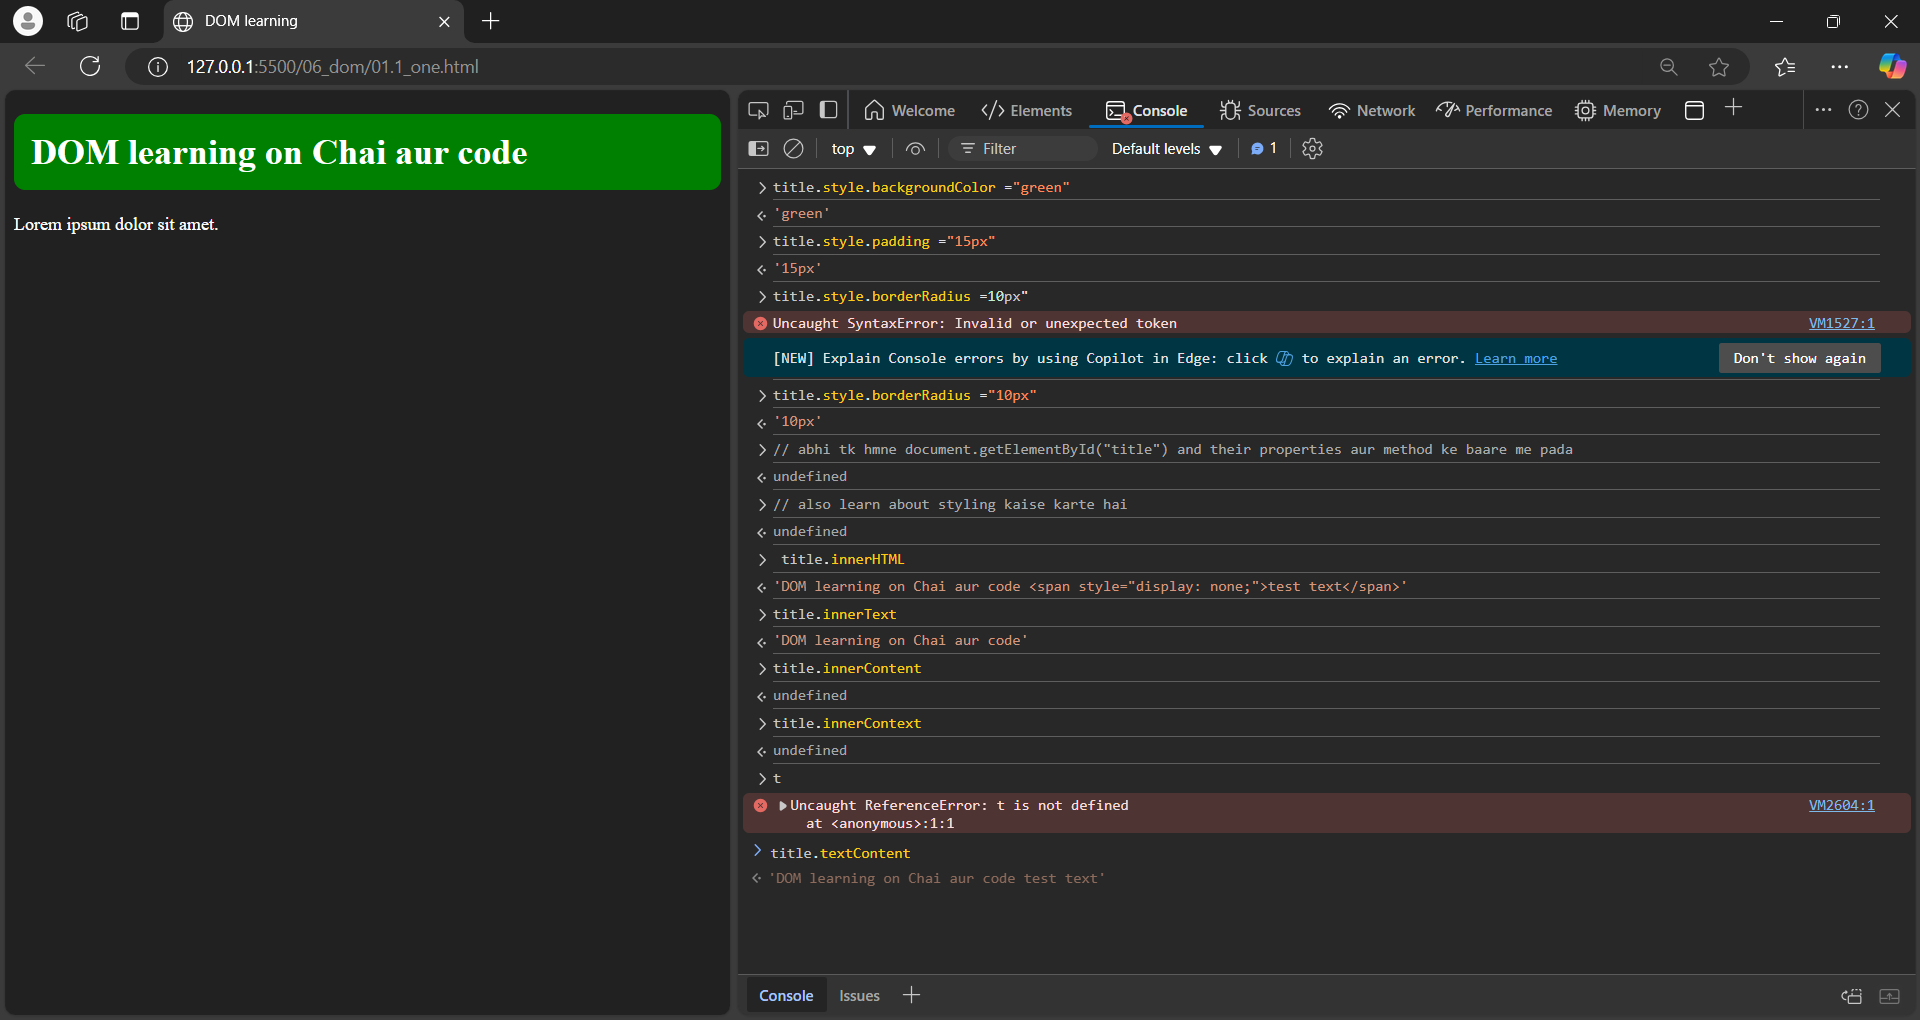 DOM learning
127.0.0.1:5500/06_dom/01.1_one.html
DOM learning on Chai aur code
Lorem ipsum dolor sit amet.
Welcome Elements Console Sources Network Performance Memory
top Filter Default levels 1
title.style.backgroundColor ="green"
'green'
title.style.padding ="15px"
'15px'
title.style.borderRadius =10px"
Uncaught SyntaxError: Invalid or unexpected token VM1527:1
[NEW] Explain Console errors by using Copilot in Edge: click to explain an error. Learn more Don't show again
title.style.borderRadius ="10px"
'10px'
// abhi tk hmne document.getElementById("title") and their properties aur method ke baare me pada
undefined
// also learn about styling kaise karte hai
undefined
title.innerHTML
'DOM learning on Chai aur code <span style="display: none;">test text</span>'
title.innerText
'DOM learning on Chai aur code'
title.innerContent
undefined
title.innerContext
undefined
t
Uncaught ReferenceError: t is not defined VM2604:1
at <anonymous>:1:1
title.textContent
'DOM learning on Chai aur code test text'
Console Issues